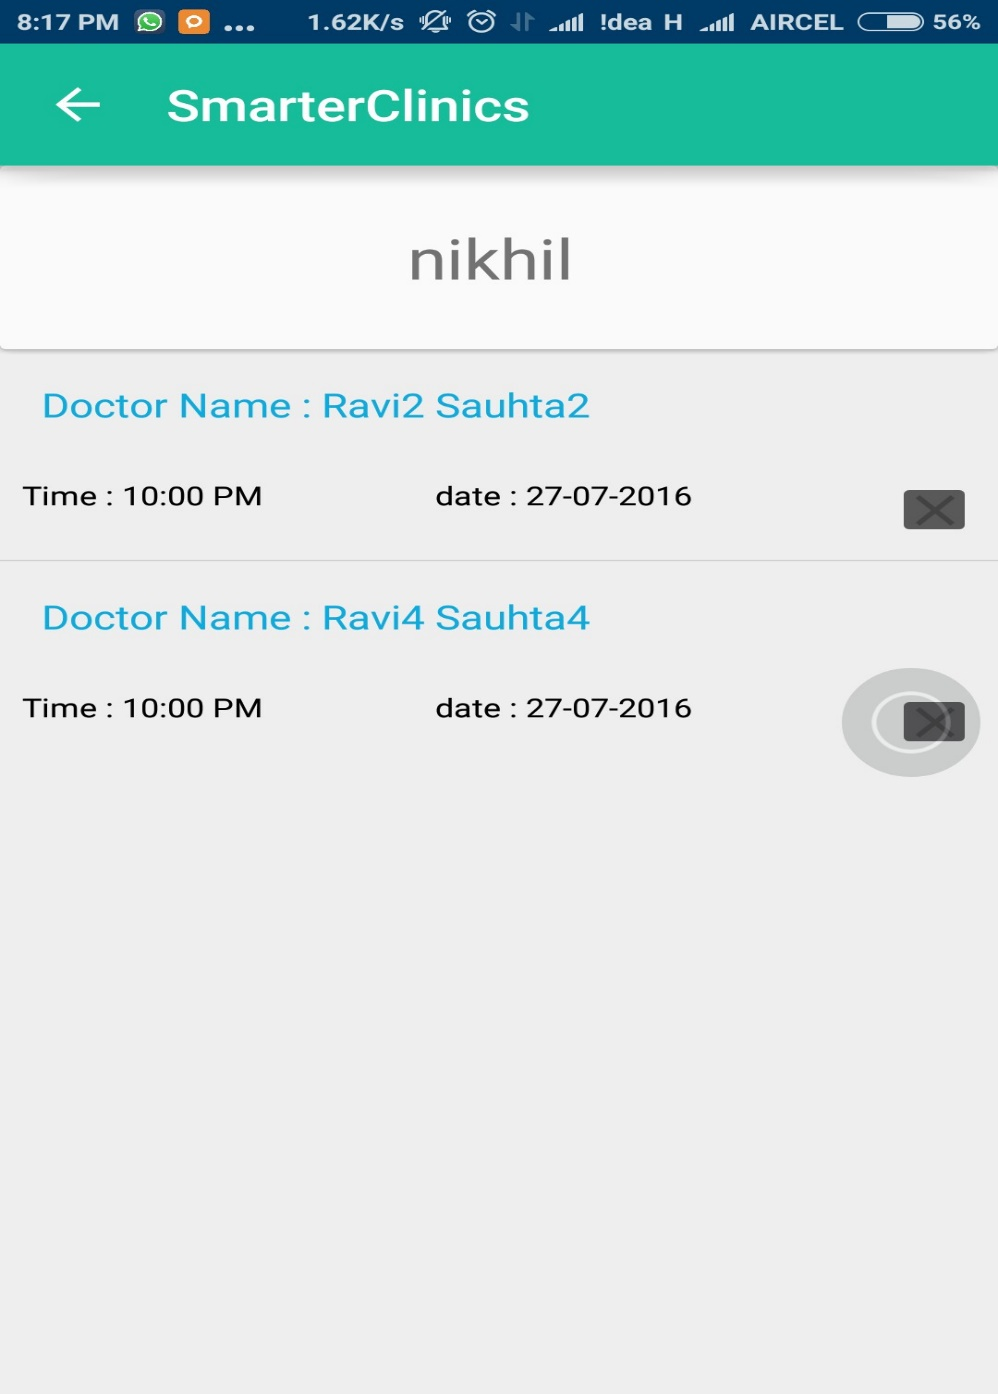 8:17 PM ... 1.62K/s !dea H AIRCEL 56%
SmarterClinics
nikhil
Doctor Name : Ravi2 Sauhta2
Time : 10:00 PM date : 27-07-2016
Doctor Name : Ravi4 Sauhta4
Time : 10:00 PM date : 27-07-2016